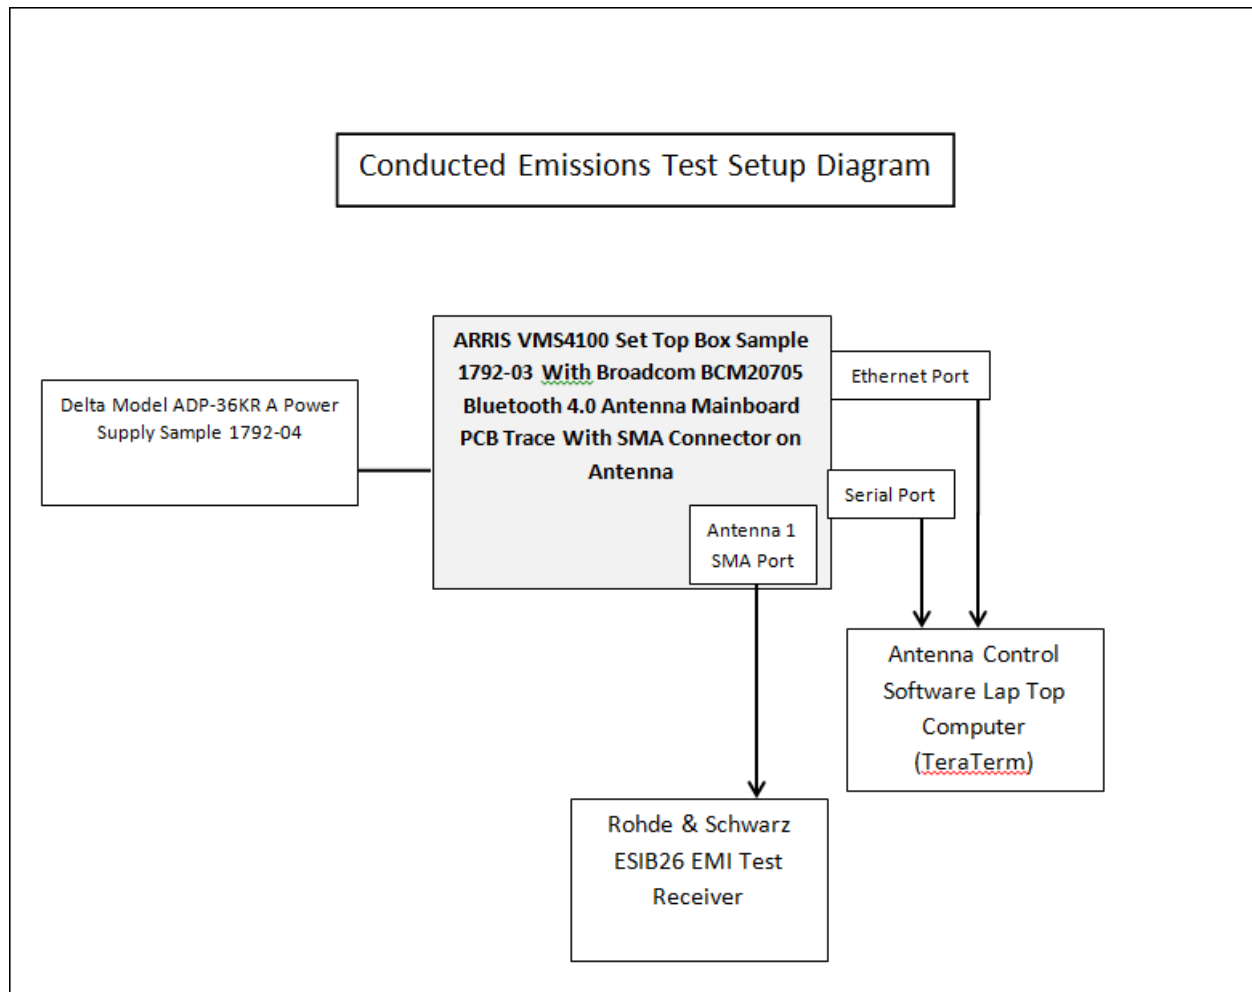 Conducted Emissions Test Setup Diagram
ARRIS VMS4100 Set Top Box Sample
1792-03 With Broadcom BCM20705
Bluetooth 4.0 Antenna Mainboard
PCB Trace With SMA Connector on
Antenna
Ethernet Port
Delta Model ADP-36KR A Power
Supply Sample 1792-04
Serial Port
Antenna 1
SMA Port
Antenna Control
Software Lap Top
Computer
(TeraTerm)
Rohde & Schwarz
ESIB26 EMI Test
Receiver